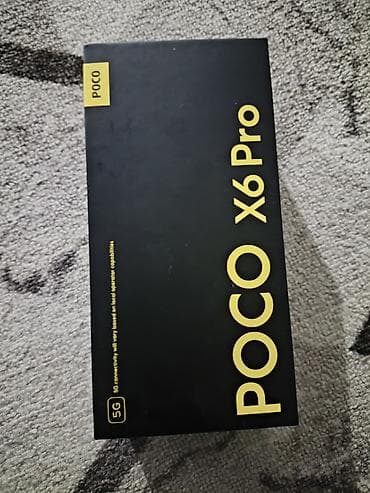 POCO
POCO X6 Pro
5G
5G connectivity will vary based on local operator capabilities